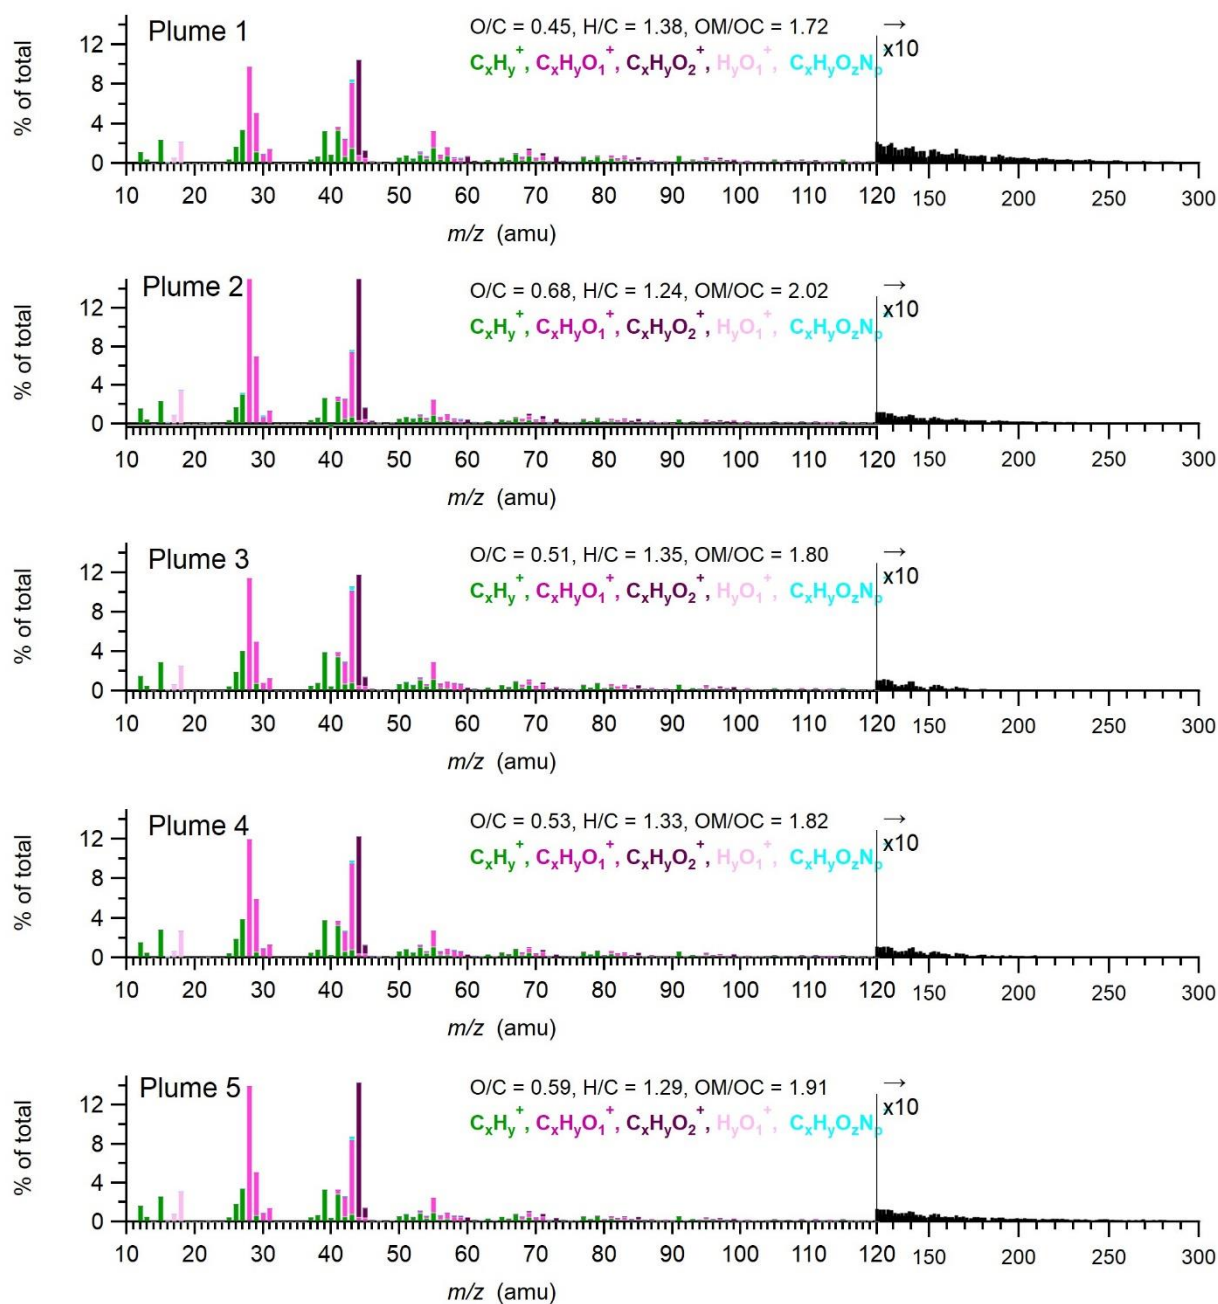 Plume 1
O/C = 0.45, H/C = 1.38, OM/OC = 1.72
CxHy+, CxHyO1+, CxHyO2+, HyO1+, CxHyOzNp
→
x10
% of total
12
8
4
0
10 20 30 40 50 60 70 80 90 100 110 120 150 200 250 300
m/z (amu)
Plume 2
O/C = 0.68, H/C = 1.24, OM/OC = 2.02
CxHy+, CxHyO1+, CxHyO2+, HyO1+, CxHyOzNp
→
x10
% of total
12
8
4
0
10 20 30 40 50 60 70 80 90 100 110 120 150 200 250 300
m/z (amu)
Plume 3
O/C = 0.51, H/C = 1.35, OM/OC = 1.80
CxHy+, CxHyO1+, CxHyO2+, HyO1+, CxHyOzNp
→
x10
% of total
12
8
4
0
10 20 30 40 50 60 70 80 90 100 110 120 150 200 250 300
m/z (amu)
Plume 4
O/C = 0.53, H/C = 1.33, OM/OC = 1.82
CxHy+, CxHyO1+, CxHyO2+, HyO1+, CxHyOzNp
→
x10
% of total
12
8
4
0
10 20 30 40 50 60 70 80 90 100 110 120 150 200 250 300
m/z (amu)
Plume 5
O/C = 0.59, H/C = 1.29, OM/OC = 1.91
CxHy+, CxHyO1+, CxHyO2+, HyO1+, CxHyOzNp
→
x10
% of total
12
8
4
0
10 20 30 40 50 60 70 80 90 100 110 120 150 200 250 300
m/z (amu)